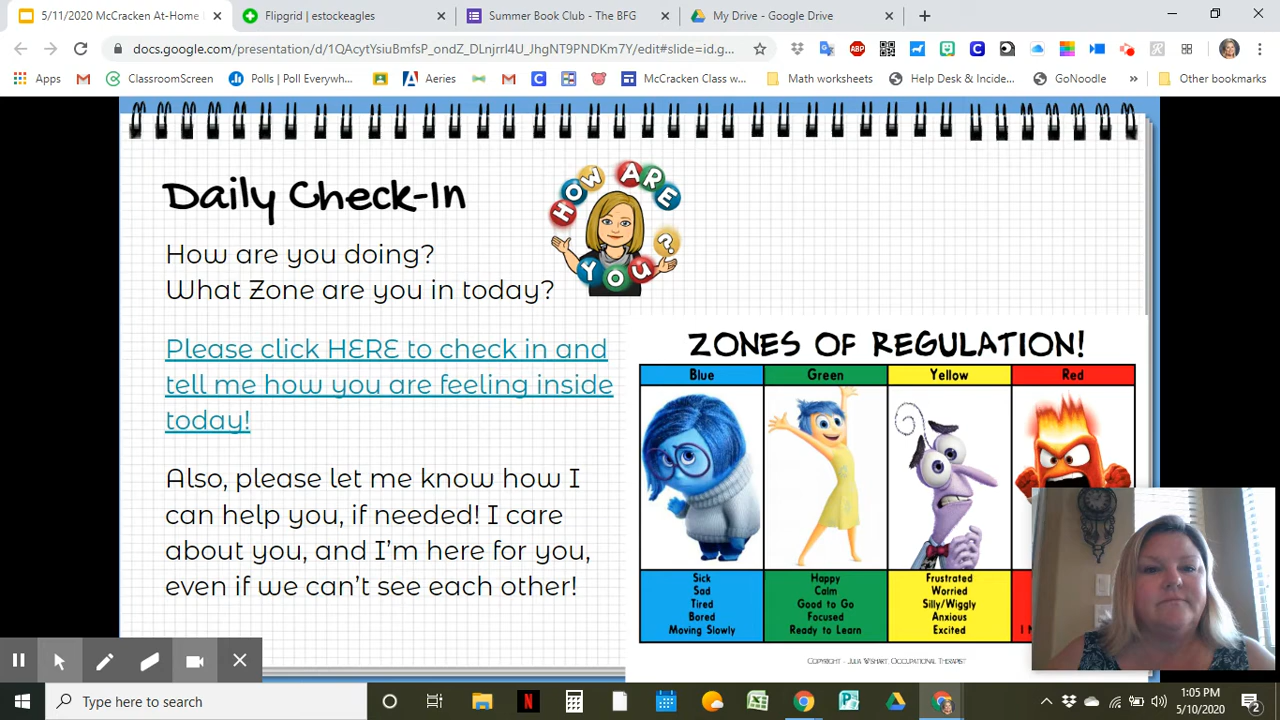 5/11/2020 McCracken At-Home
Flipgrid | estockeagles
Summer Book Club - The BFG
My Drive - Google Drive
docs.google.com/presentation/d/1QAcytYsiuBmfsP_ondZ_DLnjrrl4U_JhgNT9PNDKm7Y/edit#slide=id.g...
Apps
ClassroomScreen
Polls | Poll Everywh...
Aeries
McCracken Class w...
Math worksheets
Help Desk & Incide...
GoNoodle
»
Other bookmarks
HOW ARE
YOU?
Daily Check-In
How are you doing?
What Zone are you in today?
Please click HERE to check in and
tell me how you are feeling inside
today!
Also, please let me know how I
can help you, if needed! I care
about you, and I'm here for you,
even if we can't see each other!
ZONES OF REGULATION!
Blue Green Yellow Red
Sick Happy Frustrated
Sad Calm Worried
Tired Good to Go Silly/Wiggly
Bored Focused Anxious
Moving Slowly Ready to Learn Excited
Type here to search
1:05 PM
5/10/2020
2